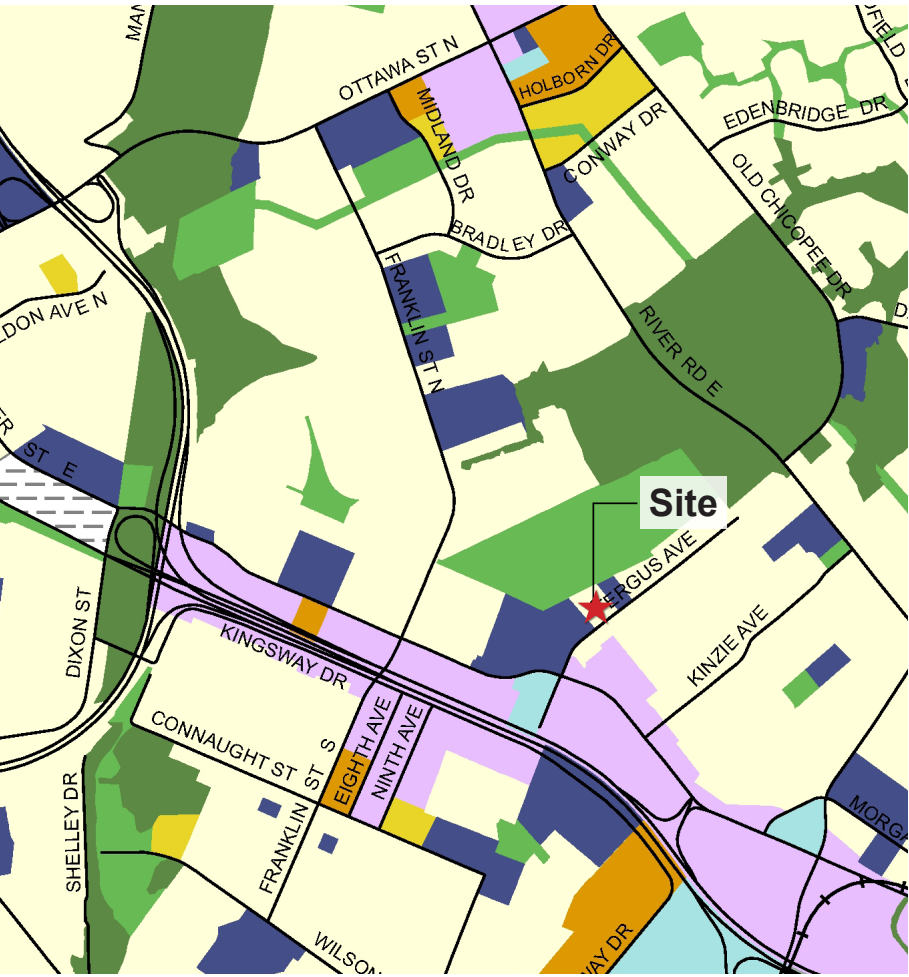 MAN
OTTAWA ST N
MIDLAND DR
HOLBORN DR
CONWAY DR
EDENBRIDGE DR
OLD CHICOPEE DR
BRADLEY DR
FRANKLIN ST N
RIVER RD E
LDON AVE N
ST E
Site
FERGUS AVE
KINZIE AVE
DIXON ST
KINGSWAY DR
CONNAUGHT ST
EIGHTH AVE
NINTH AVE
FRANKLIN ST S
SHELLEY DR
WILSON
WAY DR
MORGA